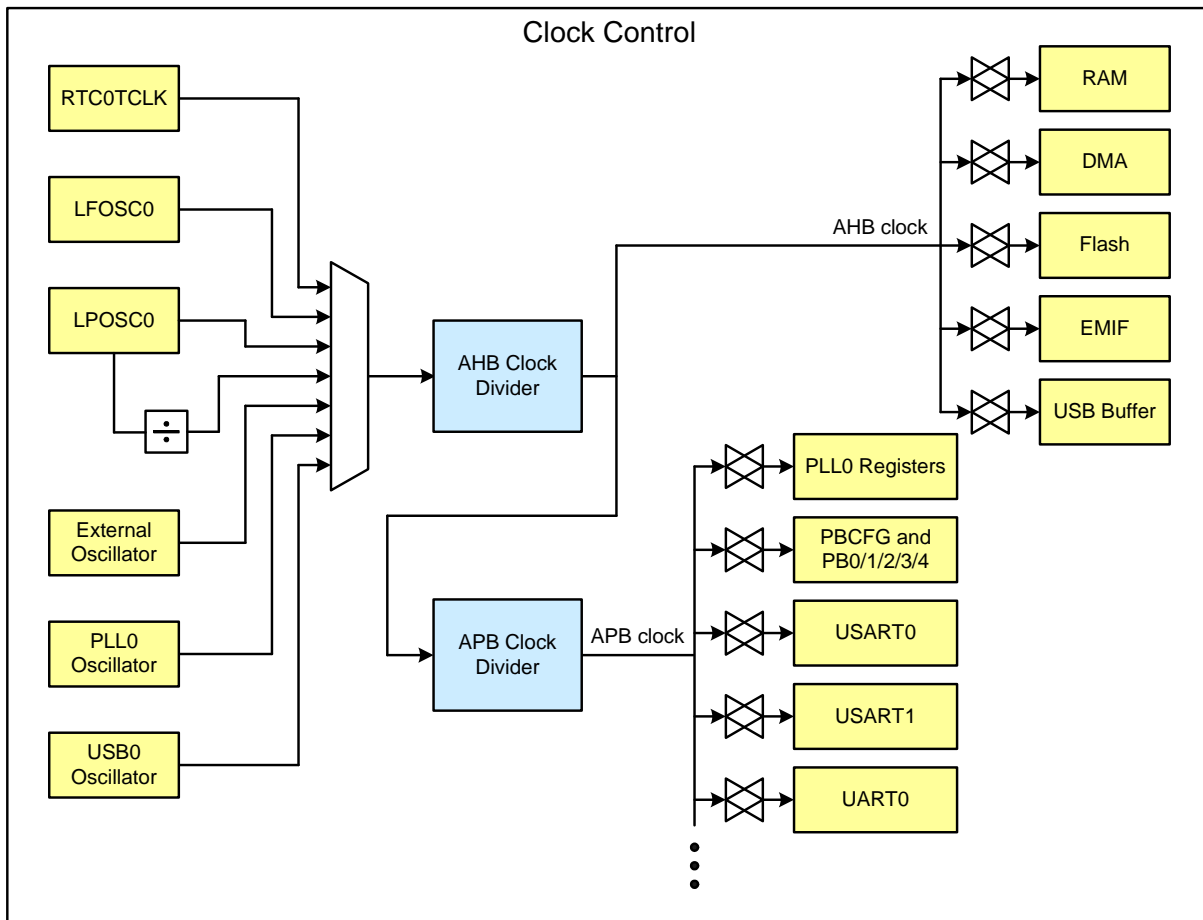 Clock Control
RTC0TCLK
LFOSC0
LPOSC0
÷
External
Oscillator
PLL0
Oscillator
USB0
Oscillator
AHB Clock
Divider
APB Clock
Divider
AHB clock
APB clock
RAM
DMA
Flash
EMIF
USB Buffer
PLL0 Registers
PBCFG and
PB0/1/2/3/4
USART0
USART1
UART0